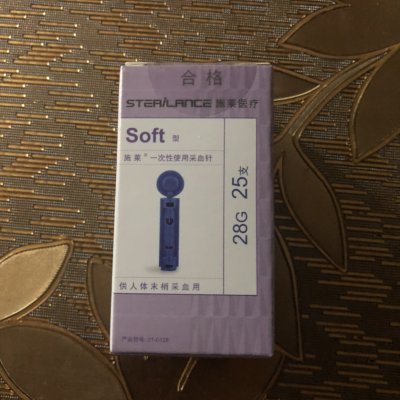 合格
STERiLANCE 施莱医疗
Soft 型
施莱® 一次性使用采血针
28G 25支
供人体末梢采血用